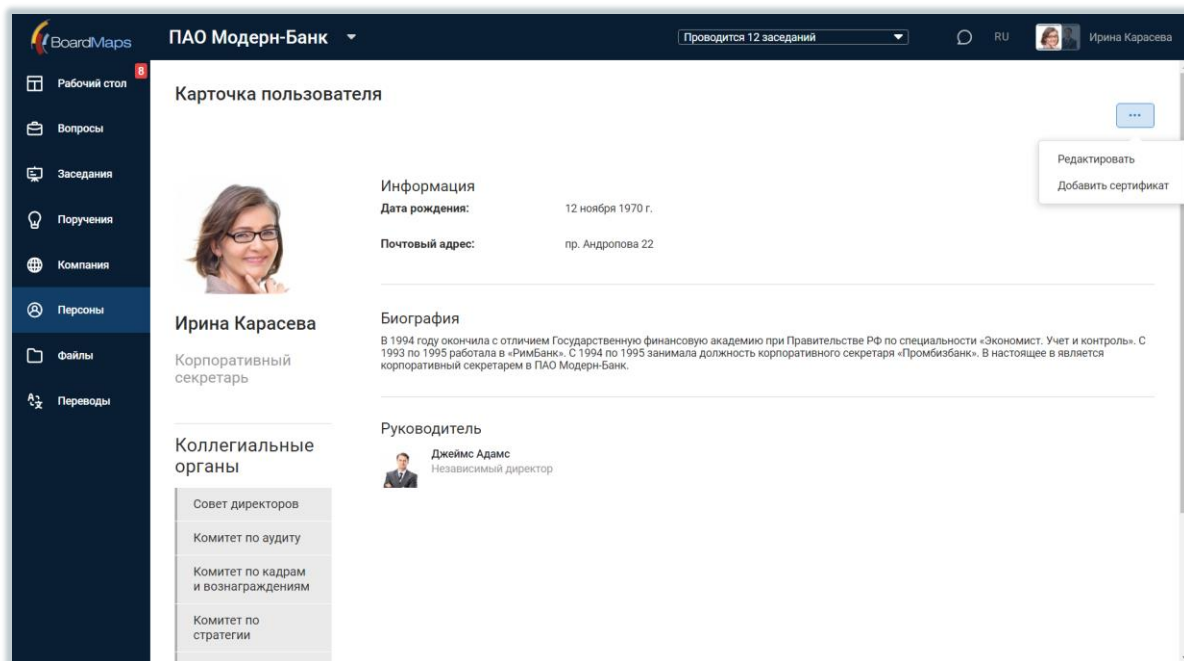 BoardMaps
ПАО Модерн-Банк
Проводится 12 заседаний
RU
Ирина Карасева
Рабочий стол
8
Вопросы
Заседания
Поручения
Компания
Персоны
Файлы
Переводы
Карточка пользователя
...
Редактировать
Добавить сертификат
Ирина Карасева
Корпоративный
секретарь
Коллегиальные
органы
Совет директоров
Комитет по аудиту
Комитет по кадрам
и вознаграждениям
Комитет по
стратегии
Информация
Дата рождения: 12 ноября 1970 г.
Почтовый адрес: пр. Андропова 22
Биография
В 1994 году окончила с отличием Государственную финансовую академию при Правительстве РФ по специальности «Экономист. Учет и контроль». С
1993 по 1995 работала в «РимБанк». С 1994 по 1995 занимала должность корпоративного секретаря «Промбизбанк». В настоящее в является
корпоративный секретарем в ПАО Модерн-Банк.
Руководитель
Джеймс Адамс
Независимый директор